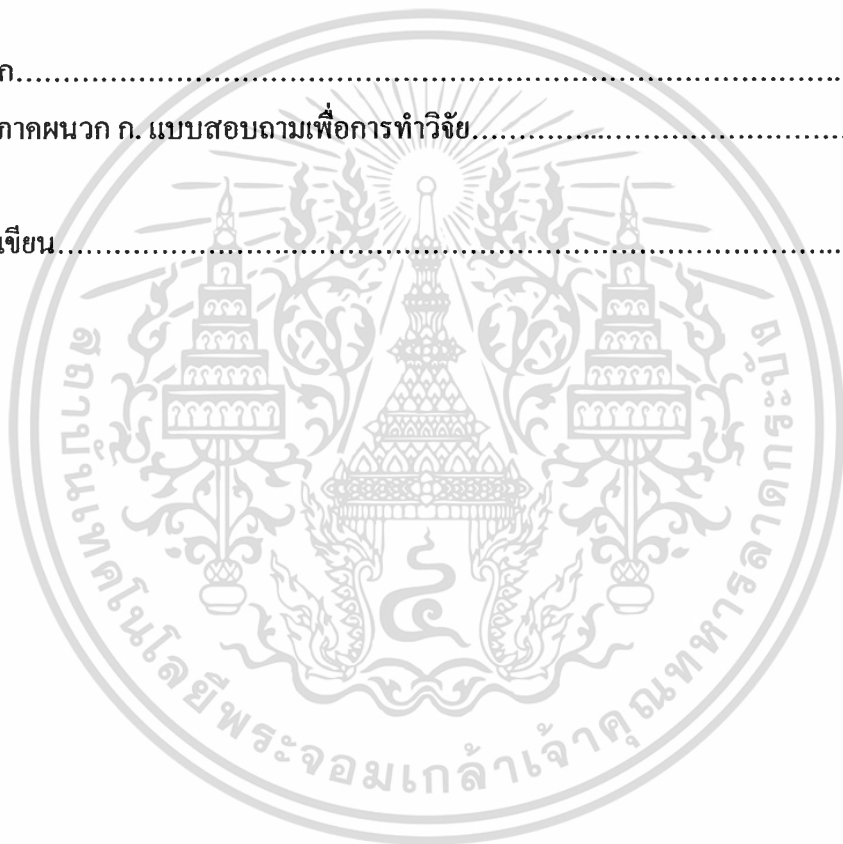 ก....................................................................................
ภาคผนวก ก. แบบสอบถามเพื่อการทำวิจัย..........................................
เขียน.................................................................................
สถาบันเทคโนโลยีพระจอมเกล้าเจ้าคุณทหารลาดกระบัง